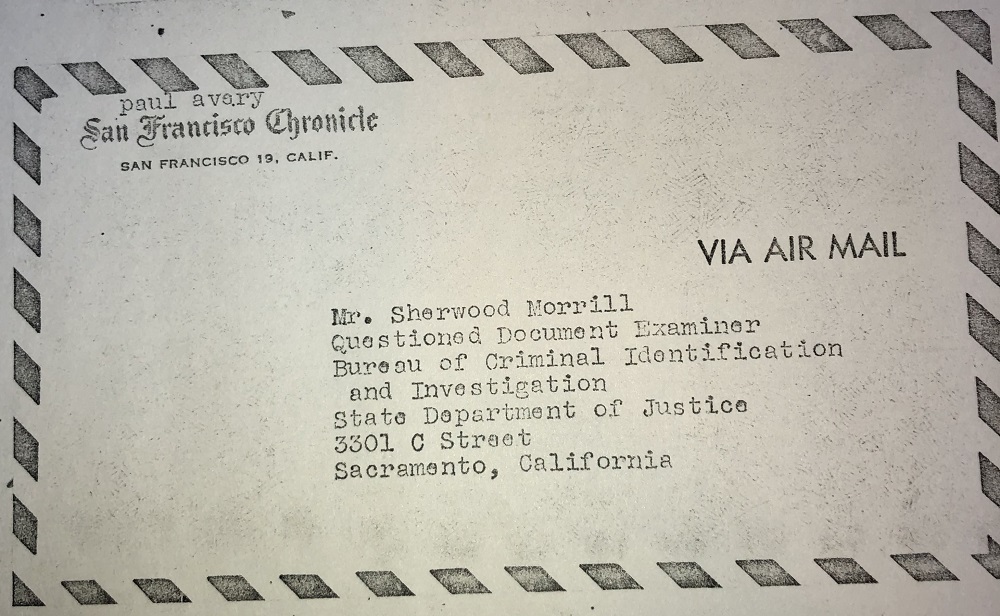 paul avery
San Francisco Chronicle
SAN FRANCISCO 19, CALIF.
VIA AIR MAIL
Mr. Sherwood Morrill
Questioned Document Examiner
Bureau of Criminal Identification
and Investigation
State Department of Justice
3301 C Street
Sacramento, California